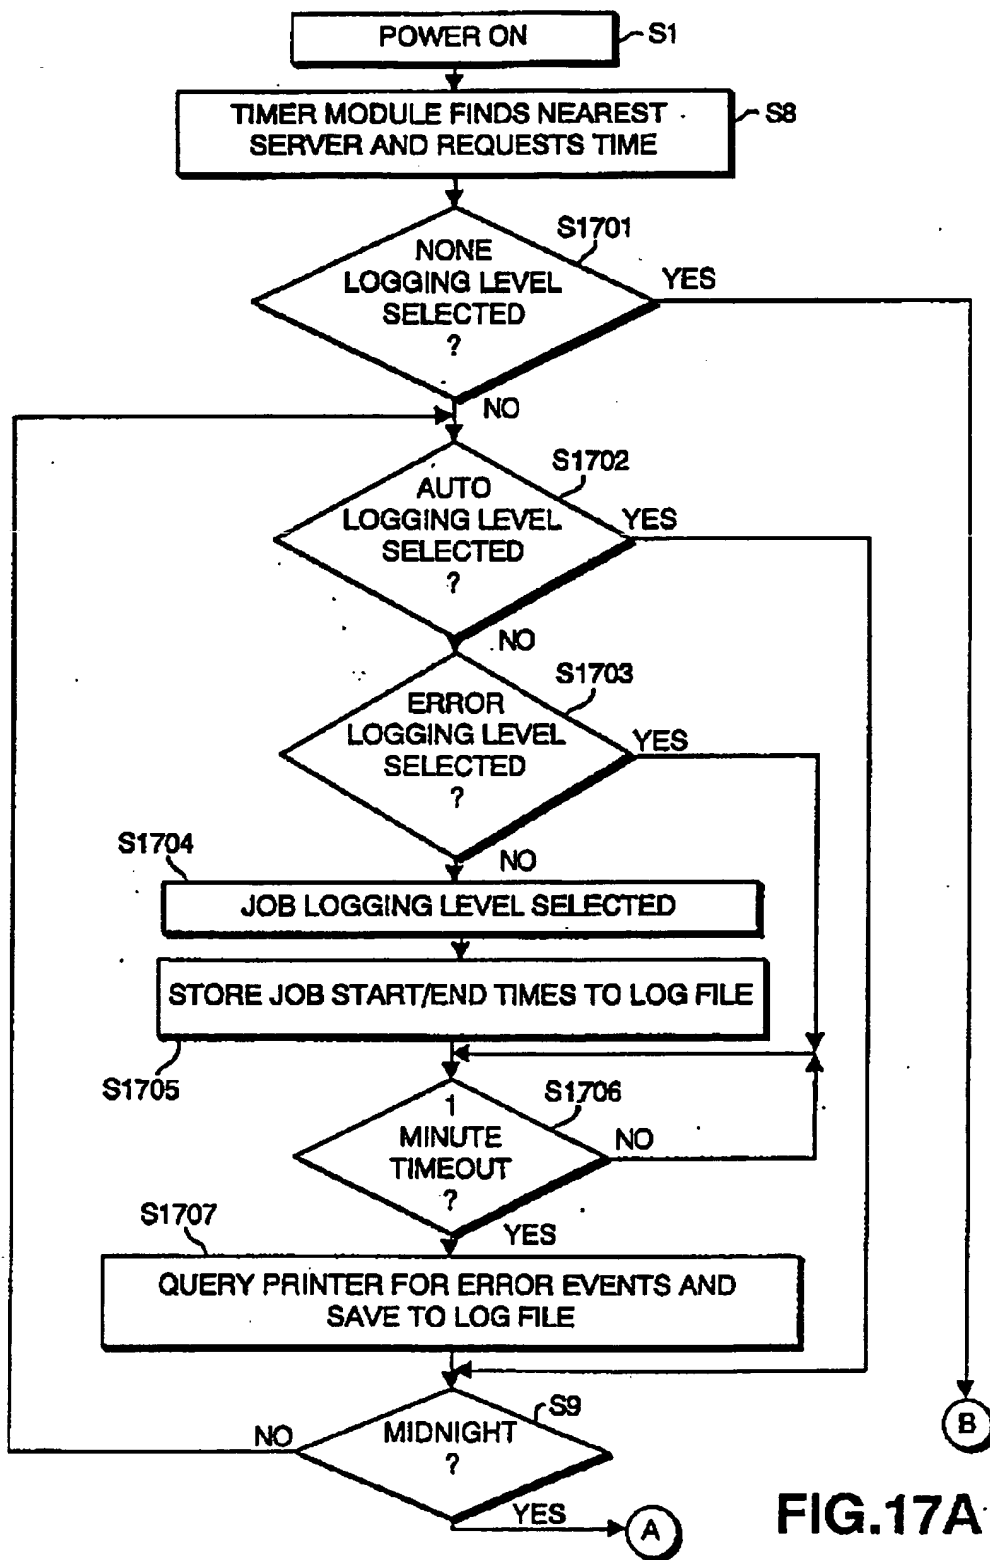 POWER ON
S1
TIMER MODULE FINDS NEAREST
SERVER AND REQUESTS TIME
S8
S1701
NONE
LOGGING LEVEL
SELECTED
?
YES
NO
S1702
AUTO
LOGGING LEVEL
SELECTED
?
YES
NO
S1703
ERROR
LOGGING LEVEL
SELECTED
?
YES
NO
S1704
JOB LOGGING LEVEL SELECTED
STORE JOB START/END TIMES TO LOG FILE
S1705
S1706
1
MINUTE
TIMEOUT
?
NO
YES
S1707
QUERY PRINTER FOR ERROR EVENTS AND
SAVE TO LOG FILE
S9
MIDNIGHT
?
NO
YES
A
B
FIG.17A